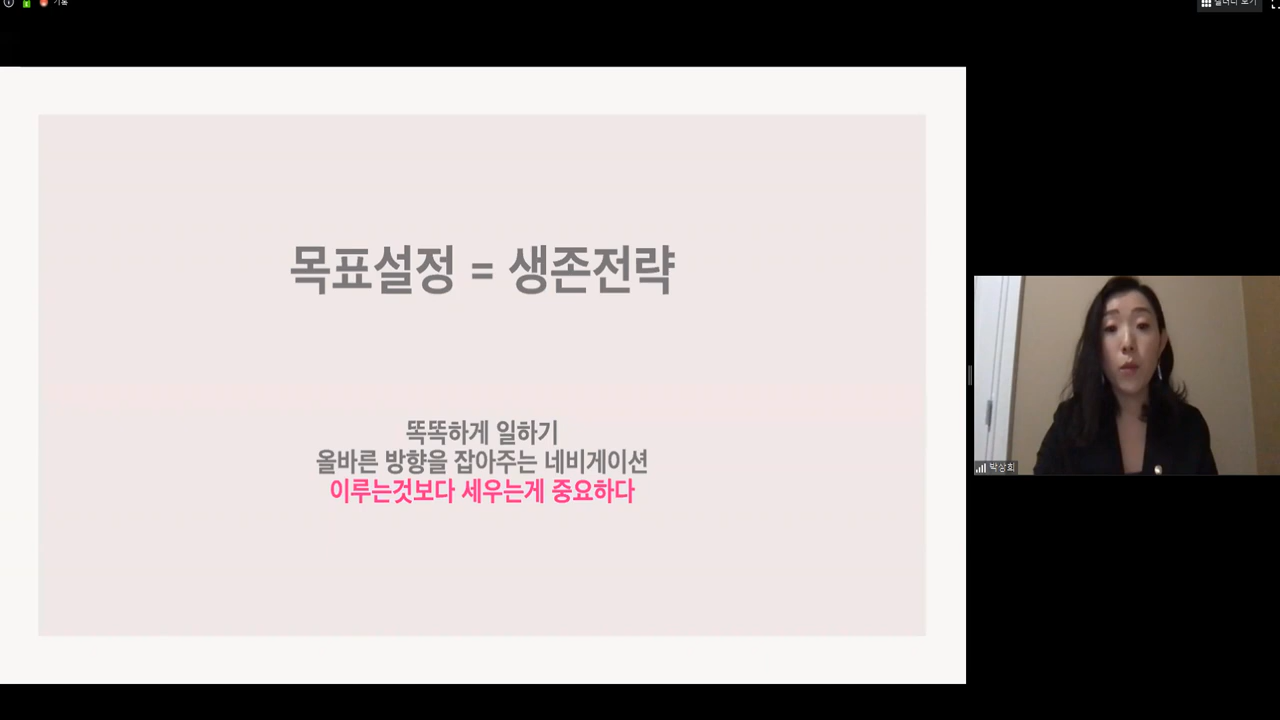 목표설정 = 생존전략
똑똑하게 일하기
올바른 방향을 잡아주는 네비게이션
이루는것보다 세우는게 중요하다
박상희